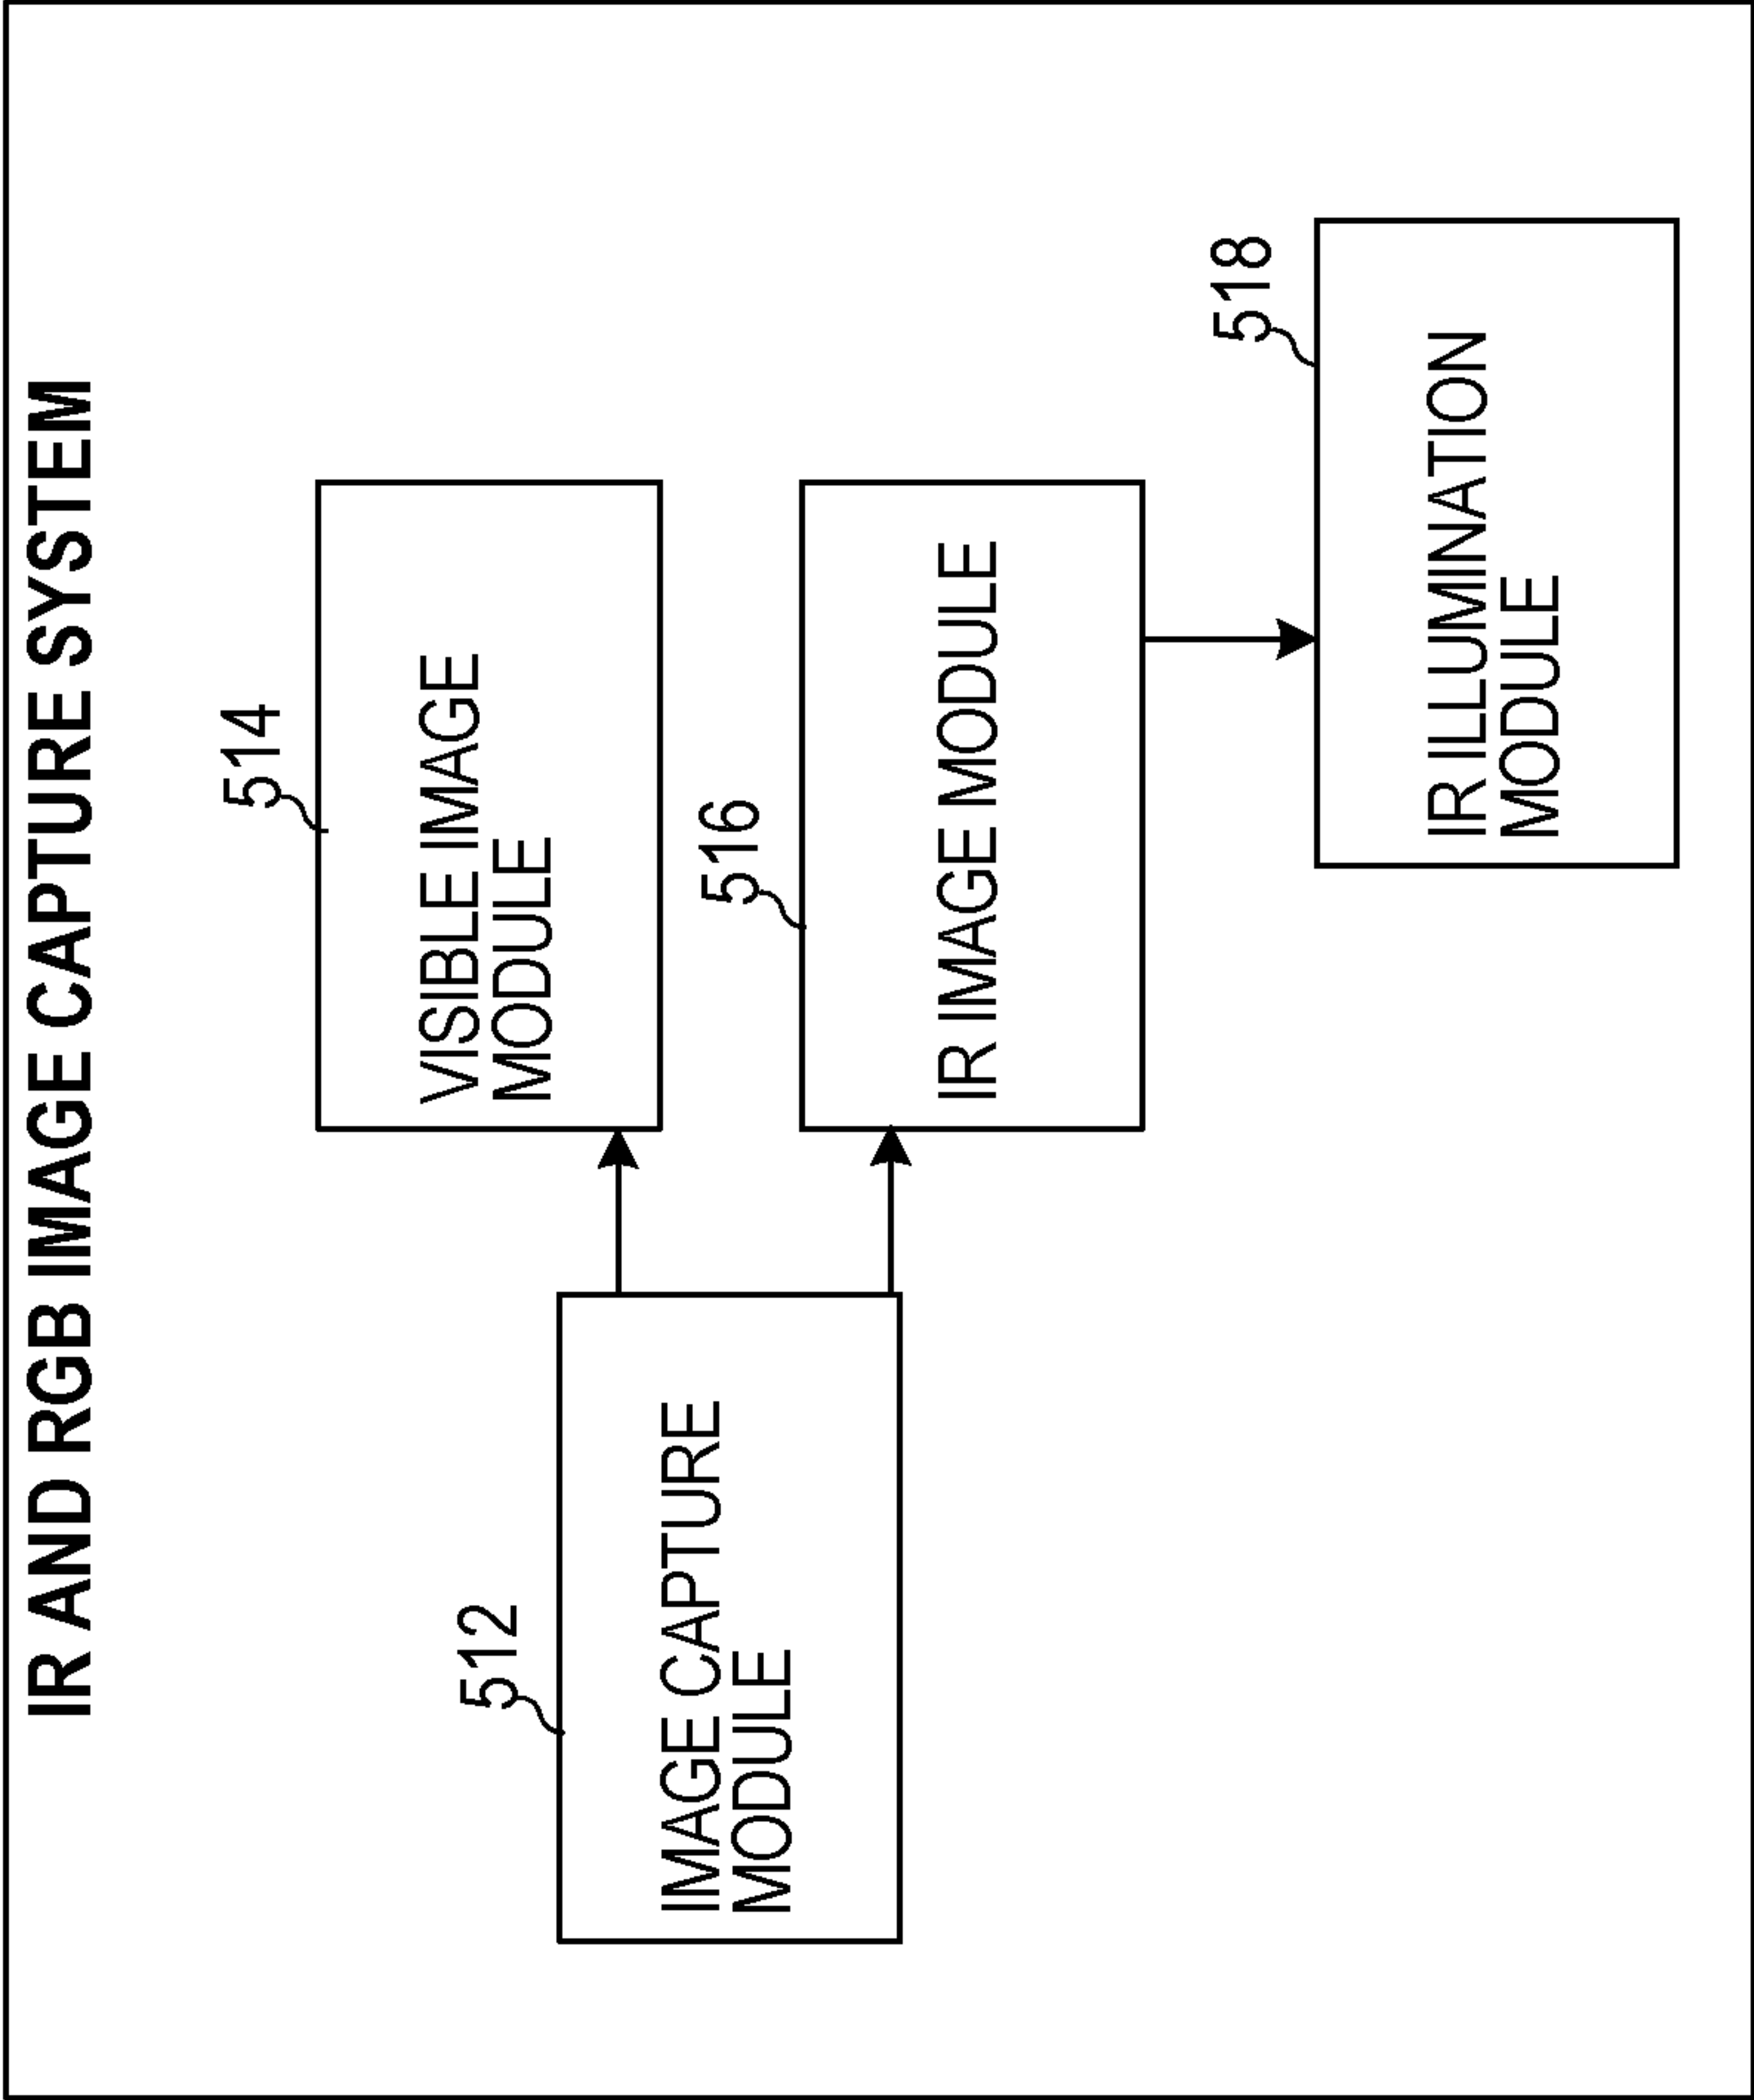 IR AND RGB IMAGE CAPTURE SYSTEM
514
VISIBLE IMAGE
MODULE
512
IMAGE CAPTURE
MODULE
516
IR IMAGE MODULE
518
IR ILLUMINATION
MODULE